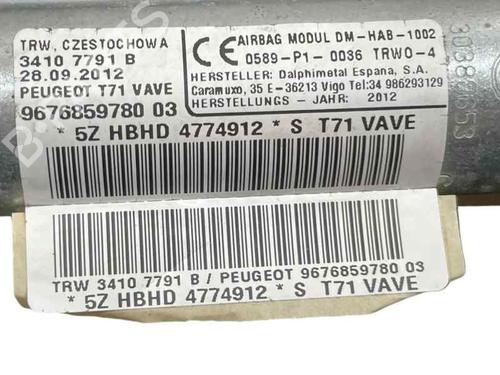 TRW, CZESTOCHOWA
3410 7791 B
28.09.2012
PEUGEOT T71 VAVE
9676859780 03
CE AIRBAG MODUL DM-HAB-1002
0589-P1-0036 TRWO-4
HERSTELLER: Dalphimetal Espana, S.A.
Caramuxo, 35 E-36213 Vigo Tel:34 986293129
HERSTELLUNGS - JAHR: 2012
* 5Z HBHD 4774912 * S T71 VAVE
TRW 3410 7791 B / PEUGEOT 9676859780 03
* 5Z HBHD 4774912 * S T71 VAVE